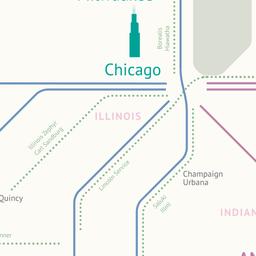 Borealis
Hiawatha
Chicago
ILLINOIS
Illinois Zephyr
Carl Sandburg
Lincoln Service
Champaign
Urbana
Saluki
Illini
Quincy
INDIAN